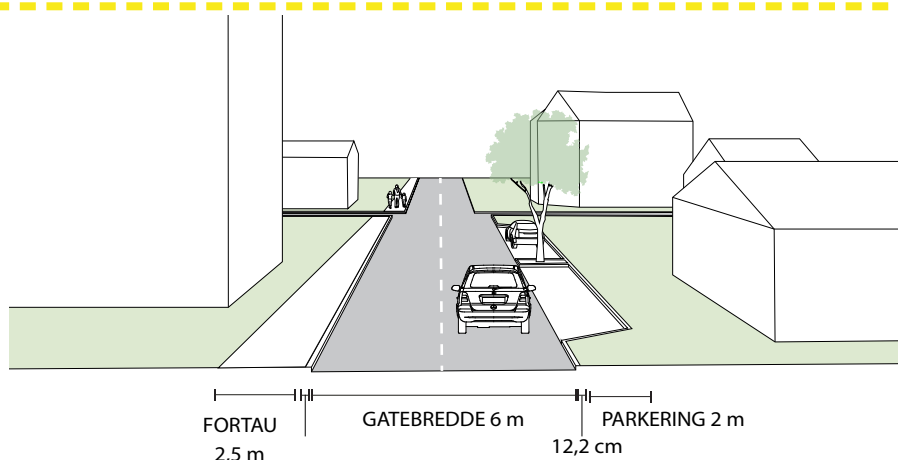 FORTAU
2,5 m
GATEBREDDE 6 m
12,2 cm
PARKERING 2 m